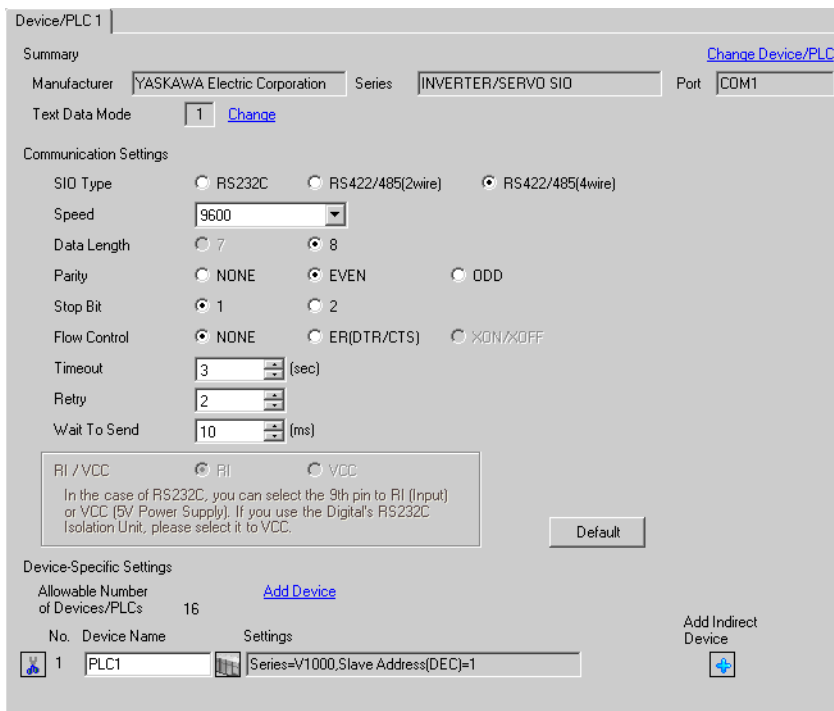 Device/PLC 1
Summary
Change Device/PLC
Manufacturer YASKAWA Electric Corporation Series INVERTER/SERVO SIO Port COM1
Text Data Mode 1 Change
Communication Settings
SIO Type RS232C RS422/485(2wire) RS422/485(4wire)
Speed 9600
Data Length 7 8
Parity NONE EVEN ODD
Stop Bit 1 2
Flow Control NONE ER(DTR/CTS) XON/XOFF
Timeout 3 (sec)
Retry 2
Wait To Send 10 (ms)
RI / VCC RI VCC
In the case of RS232C, you can select the 9th pin to RI (Input)
or VCC (5V Power Supply). If you use the Digital's RS232C
Isolation Unit, please select it to VCC.
Default
Device-Specific Settings
Allowable Number Add Device
of Devices/PLCs 16
Add Indirect
Device
No. Device Name Settings
1 PLC1 Series=V1000,Slave Address(DEC)=1